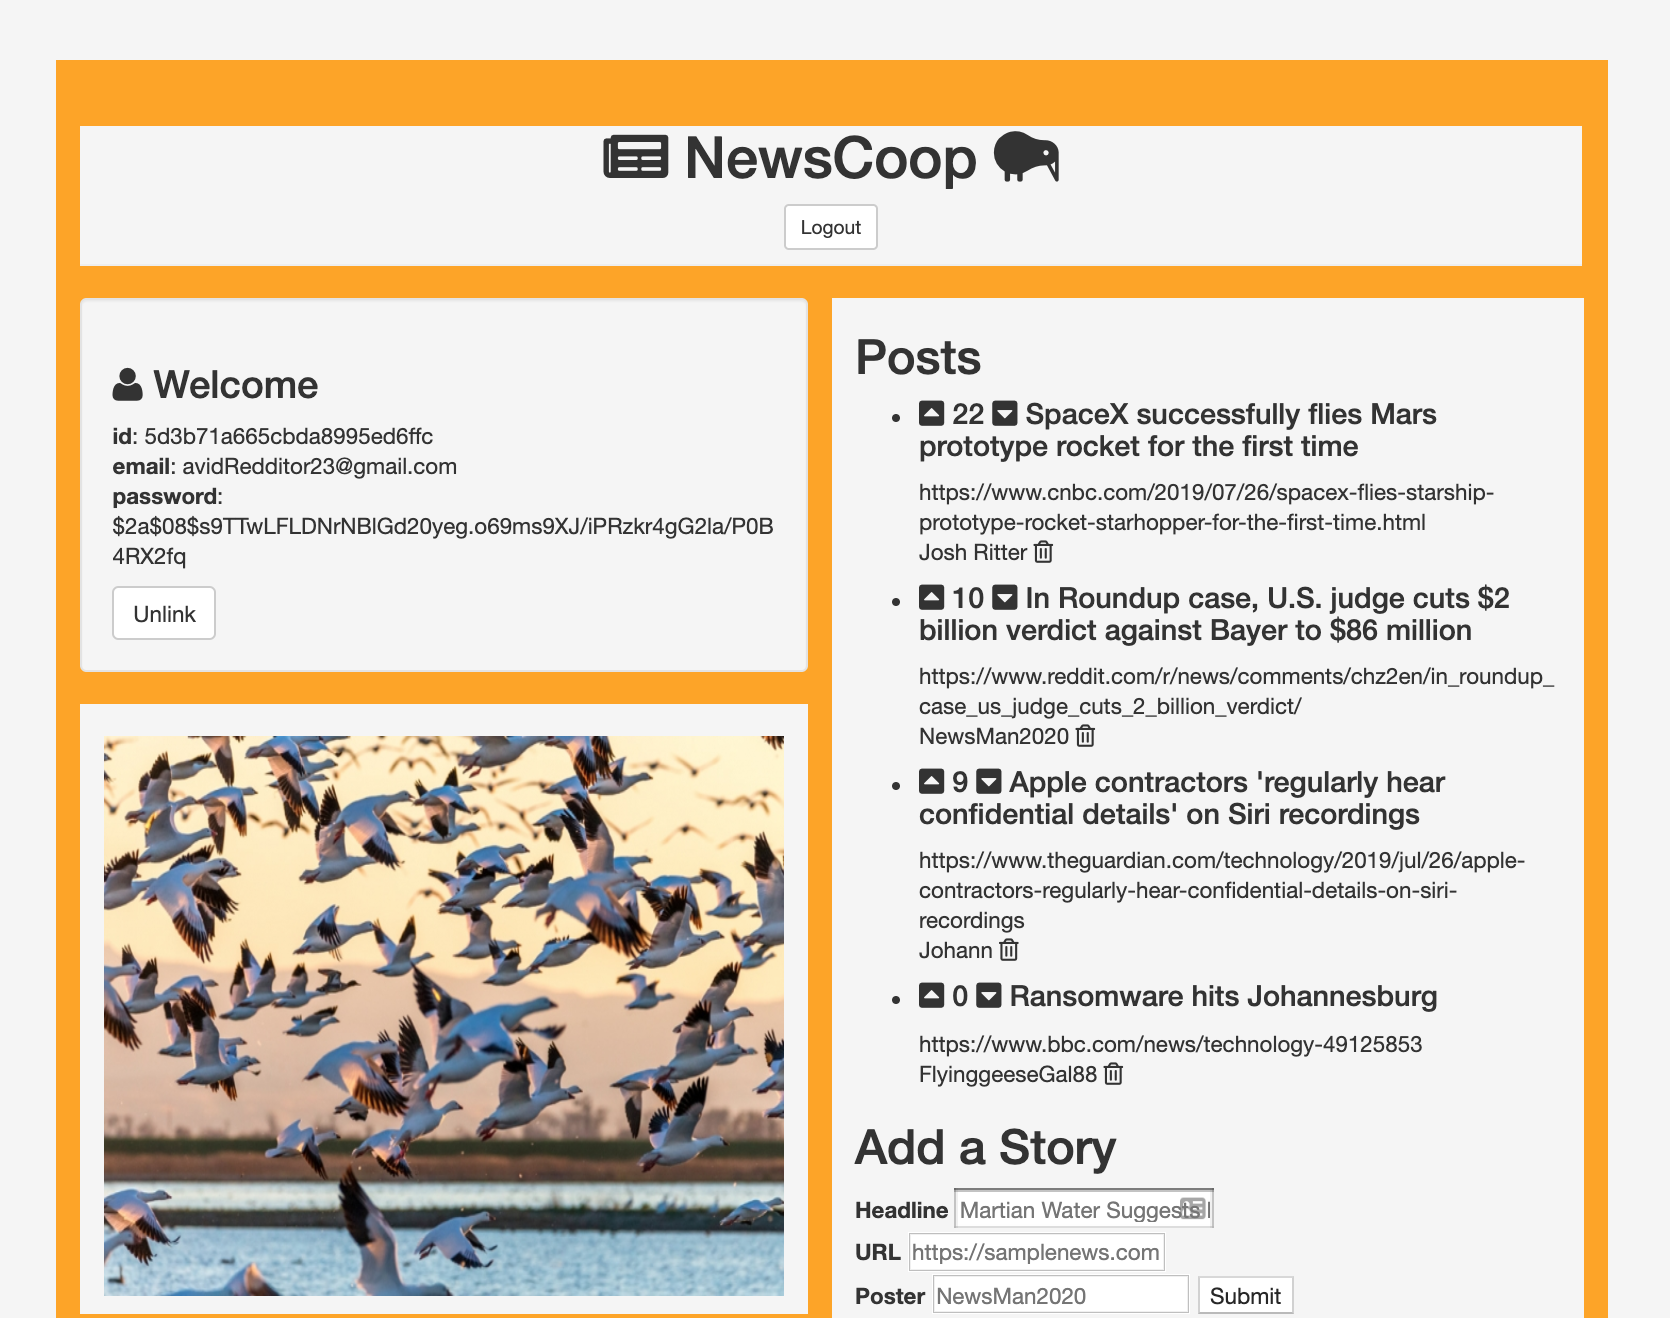 NewsCoop
Logout
Welcome
id: 5d3b71a665cbda8995ed6ffc
email: avidRedditor23@gmail.com
password:
$2a$08$s9TTwLFLDNrNBlGd20yeg.o69ms9XJ/iPRzkr4gG2la/P0B
4RX2fq
Unlink
Posts
22 SpaceX successfully flies Mars
prototype rocket for the first time
https://www.cnbc.com/2019/07/26/spacex-flies-starship-
prototype-rocket-starhopper-for-the-first-time.html
Josh Ritter
10 In Roundup case, U.S. judge cuts $2
billion verdict against Bayer to $86 million
https://www.reddit.com/r/news/comments/chz2en/in_roundup_
case_us_judge_cuts_2_billion_verdict/
NewsMan2020
9 Apple contractors 'regularly hear
confidential details' on Siri recordings
https://www.theguardian.com/technology/2019/jul/26/apple-
contractors-regularly-hear-confidential-details-on-siri-
recordings
Johann
0 Ransomware hits Johannesburg
https://www.bbc.com/news/technology-49125853
FlyinggeeseGal88
Add a Story
Headline Martian Water Suggests
URL https://samplenews.com
Poster NewsMan2020 Submit